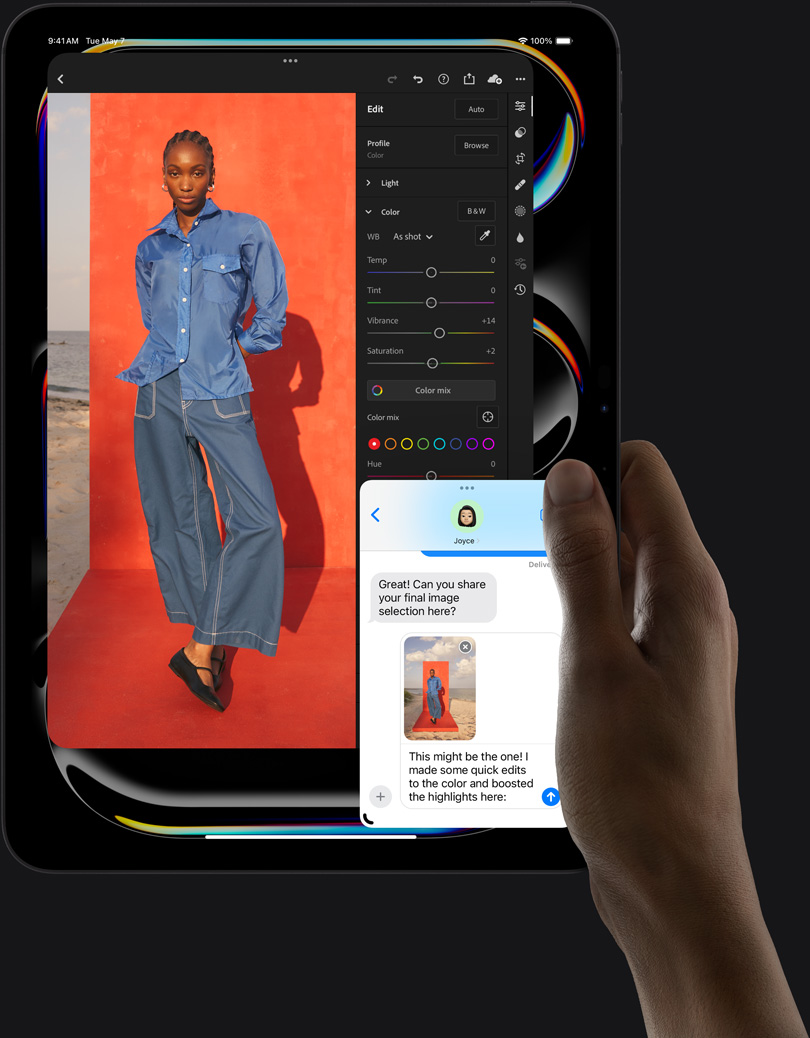 9:41 AM Tue May 7
100%
Edit
Auto
Profile
Color
Browse
Light
Color
B & W
WB
As shot
Temp
0
Tint
0
Vibrance
+14
Saturation
+2
Color mix
Color mix
Hue
0
Joyce
Great! Can you share
your final image
selection here?
This might be the one! I
made some quick edits
to the color and boosted
the highlights here: